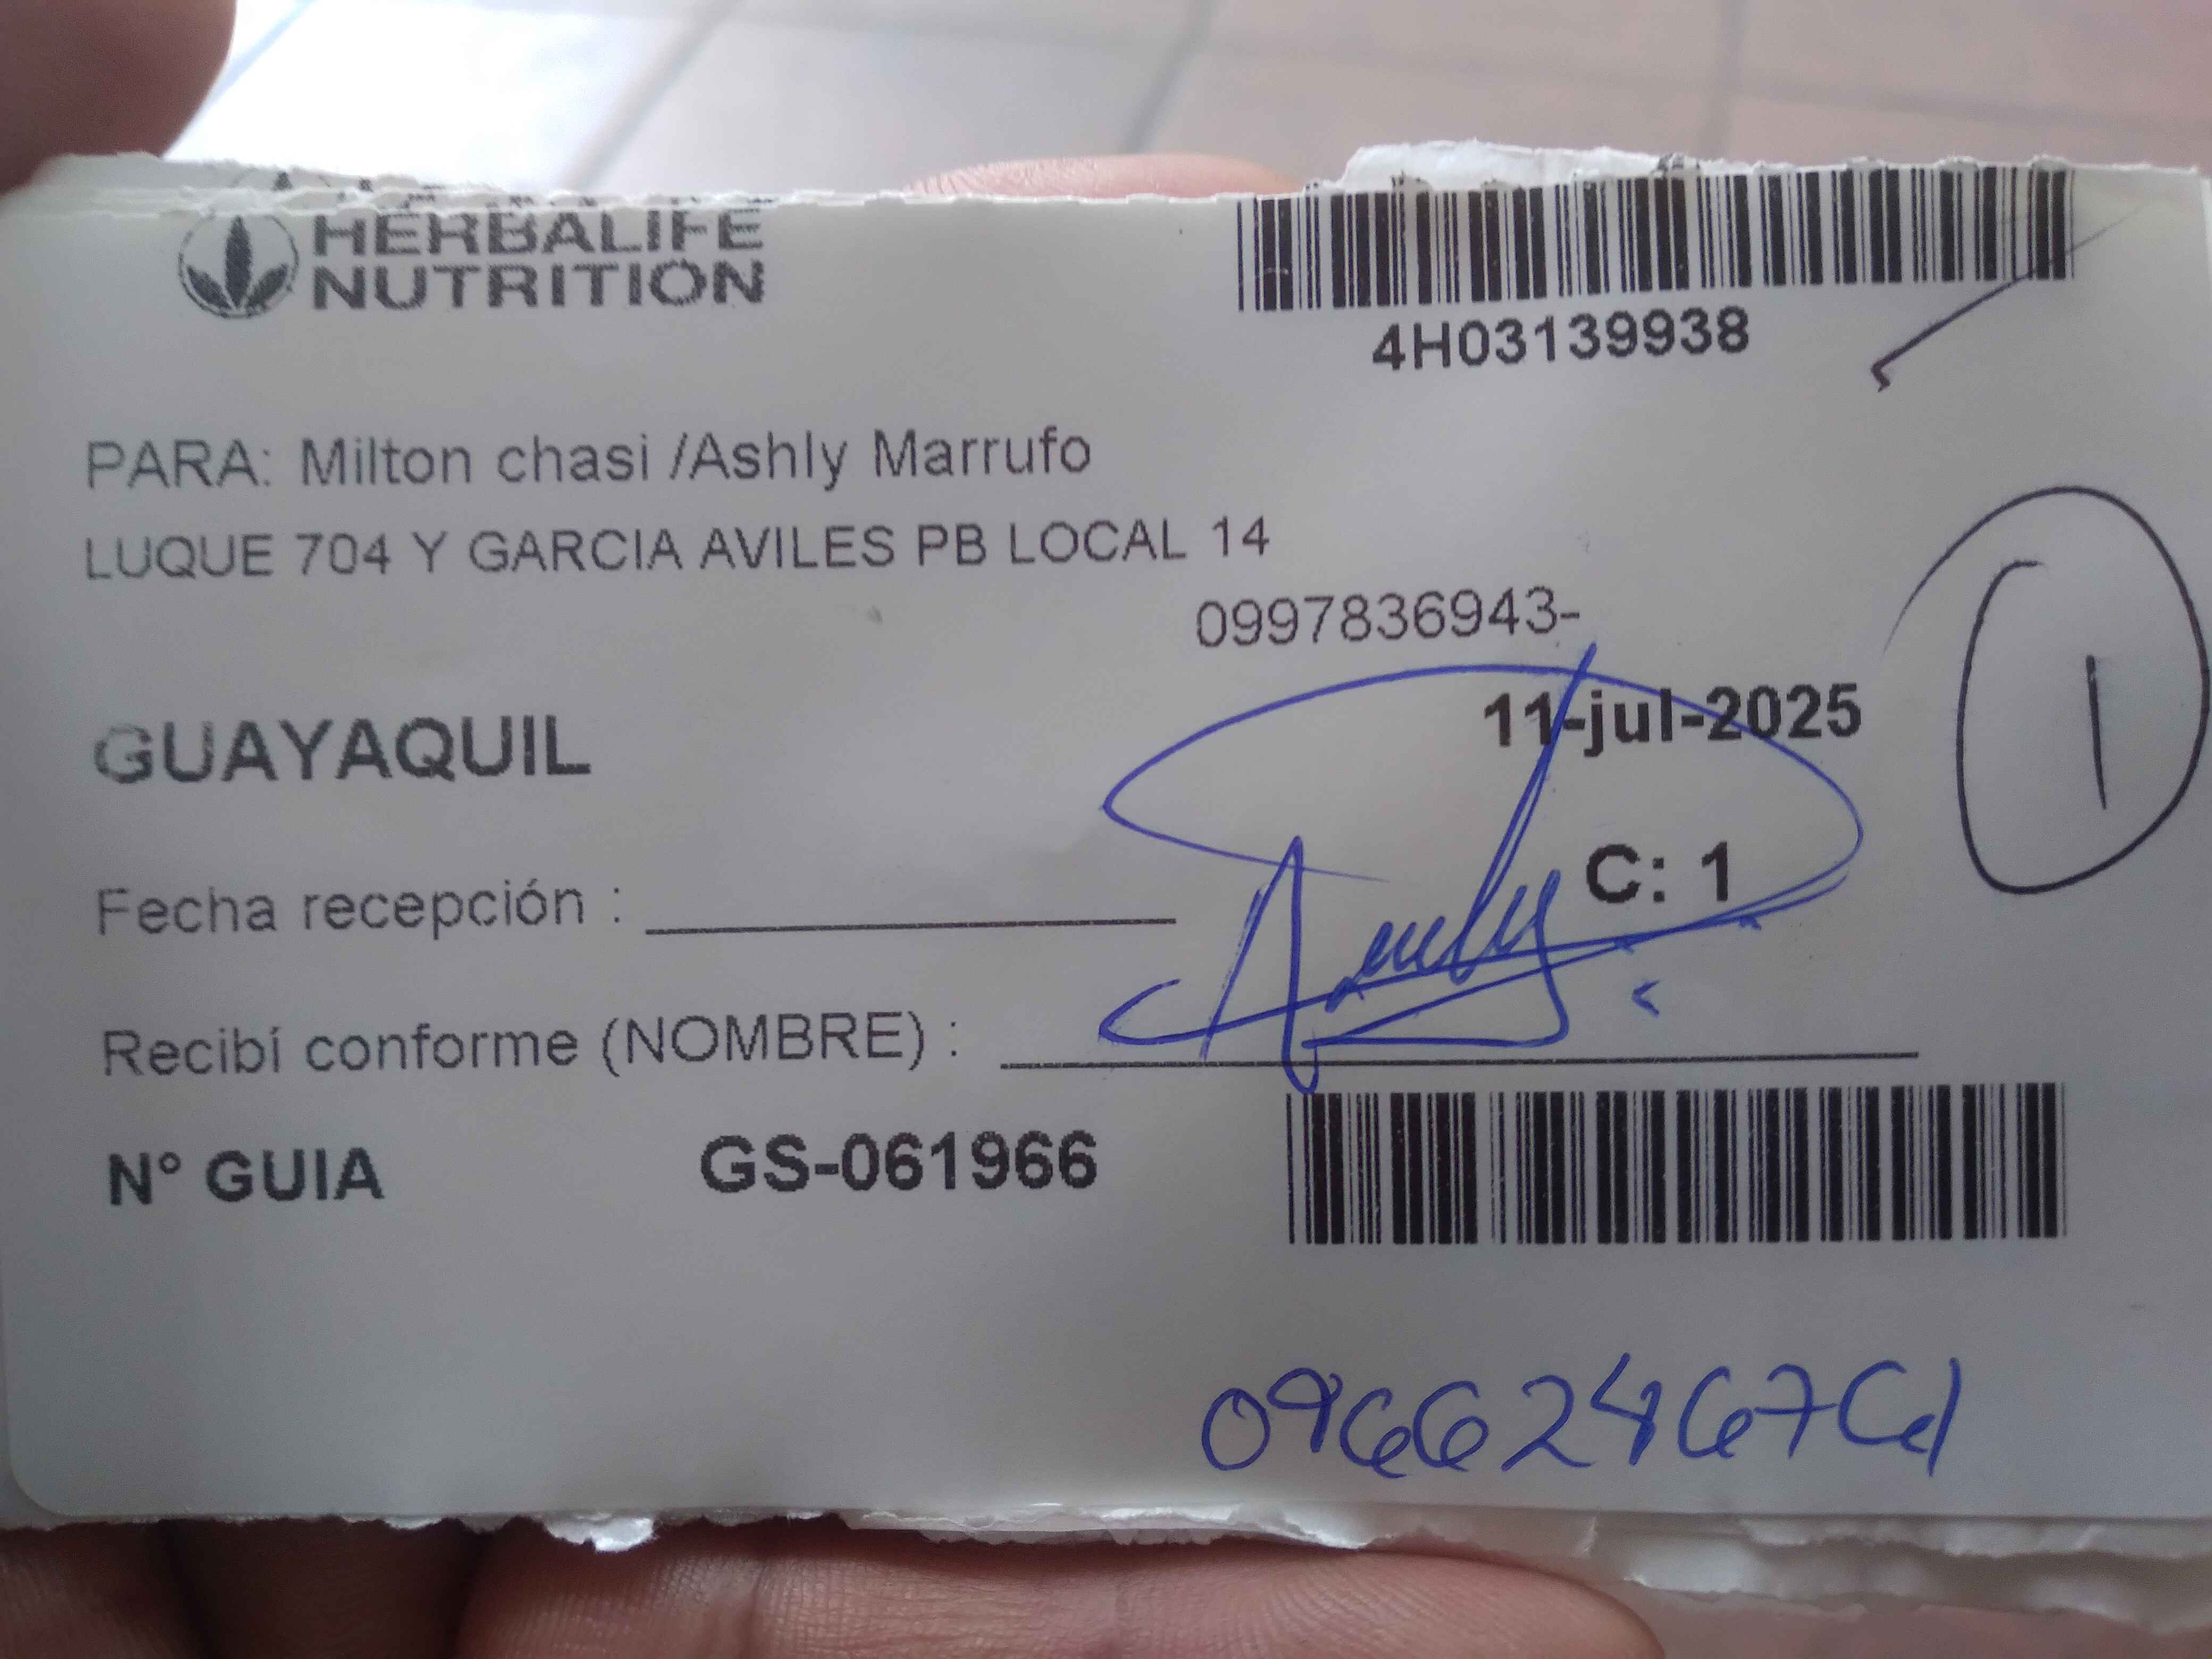 HERBALIFE
NUTRITION
4H03139938
PARA: Milton chasi /Ashly Marrufo
LUQUE 704 Y GARCIA AVILES PB LOCAL 14
0997836943-
11-jul-2025
1
GUAYAQUIL
C: 1
Fecha recepción :
Recibí conforme (NOMBRE) :
N° GUIA GS-061966